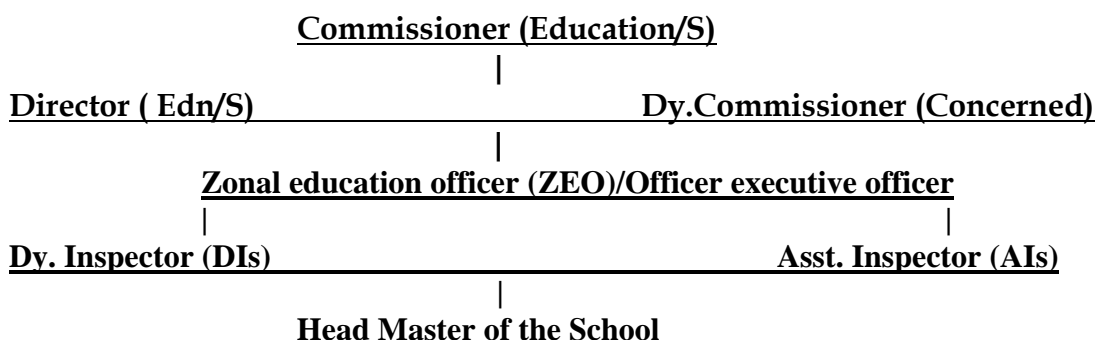 Commissioner (Education/S)
Director ( Edn/S) Dy.Commissioner (Concerned)
Zonal education officer (ZEO)/Officer executive officer
Dy. Inspector (DIs) Asst. Inspector (AIs)
Head Master of the School